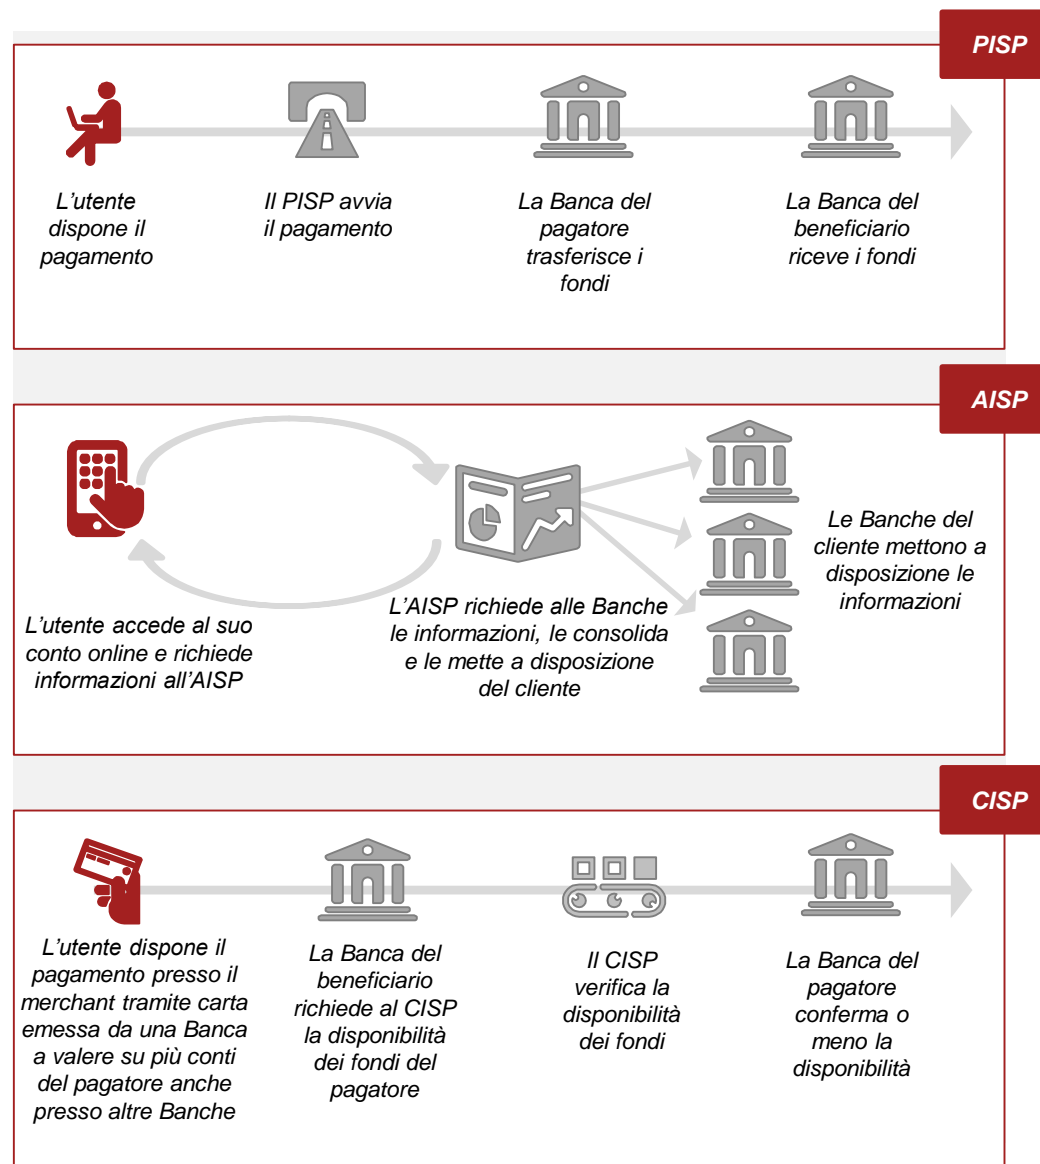 PISP
L'utente
dispone il
pagamento
Il PISP avvia
il pagamento
La Banca del
pagatore
trasferisce i
fondi
La Banca del
beneficiario
riceve i fondi
AISP
L'utente accede al suo
conto online e richiede
informazioni all'AISP
L'AISP richiede alle Banche
le informazioni, le consolida
e le mette a disposizione
del cliente
Le Banche del
cliente mettono a
disposizione le
informazioni
CISP
L'utente dispone il
pagamento presso il
merchant tramite carta
emessa da una Banca
a valere su più conti
del pagatore anche
presso altre Banche
La Banca del
beneficiario
richiede al CISP
la disponibilità
dei fondi del
pagatore
Il CISP
verifica la
disponibilità
dei fondi
La Banca del
pagatore
conferma o
meno la
disponibilità